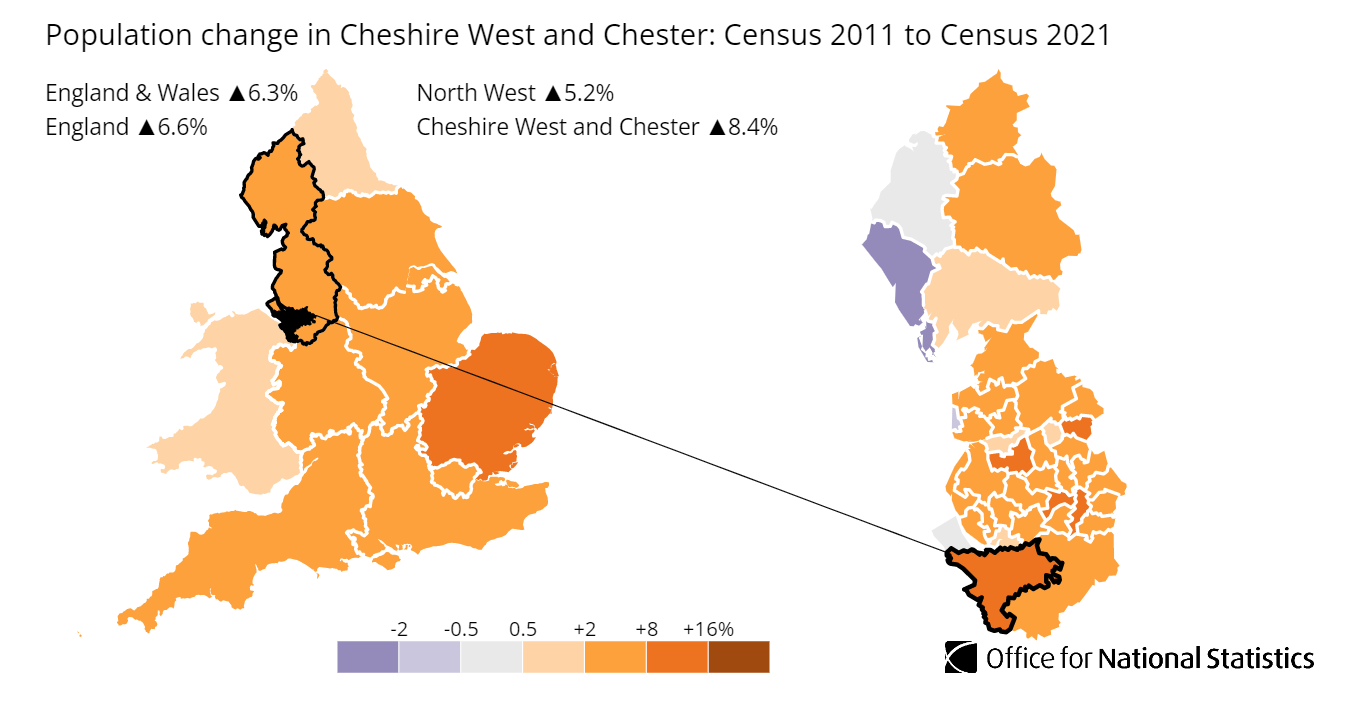 Population change in Cheshire West and Chester: Census 2011 to Census 2021
England & Wales ▲6.3%
North West ▲5.2%
England ▲6.6%
Cheshire West and Chester ▲8.4%
-2 -0.5 0.5 +2 +8 +16%
Office for National Statistics